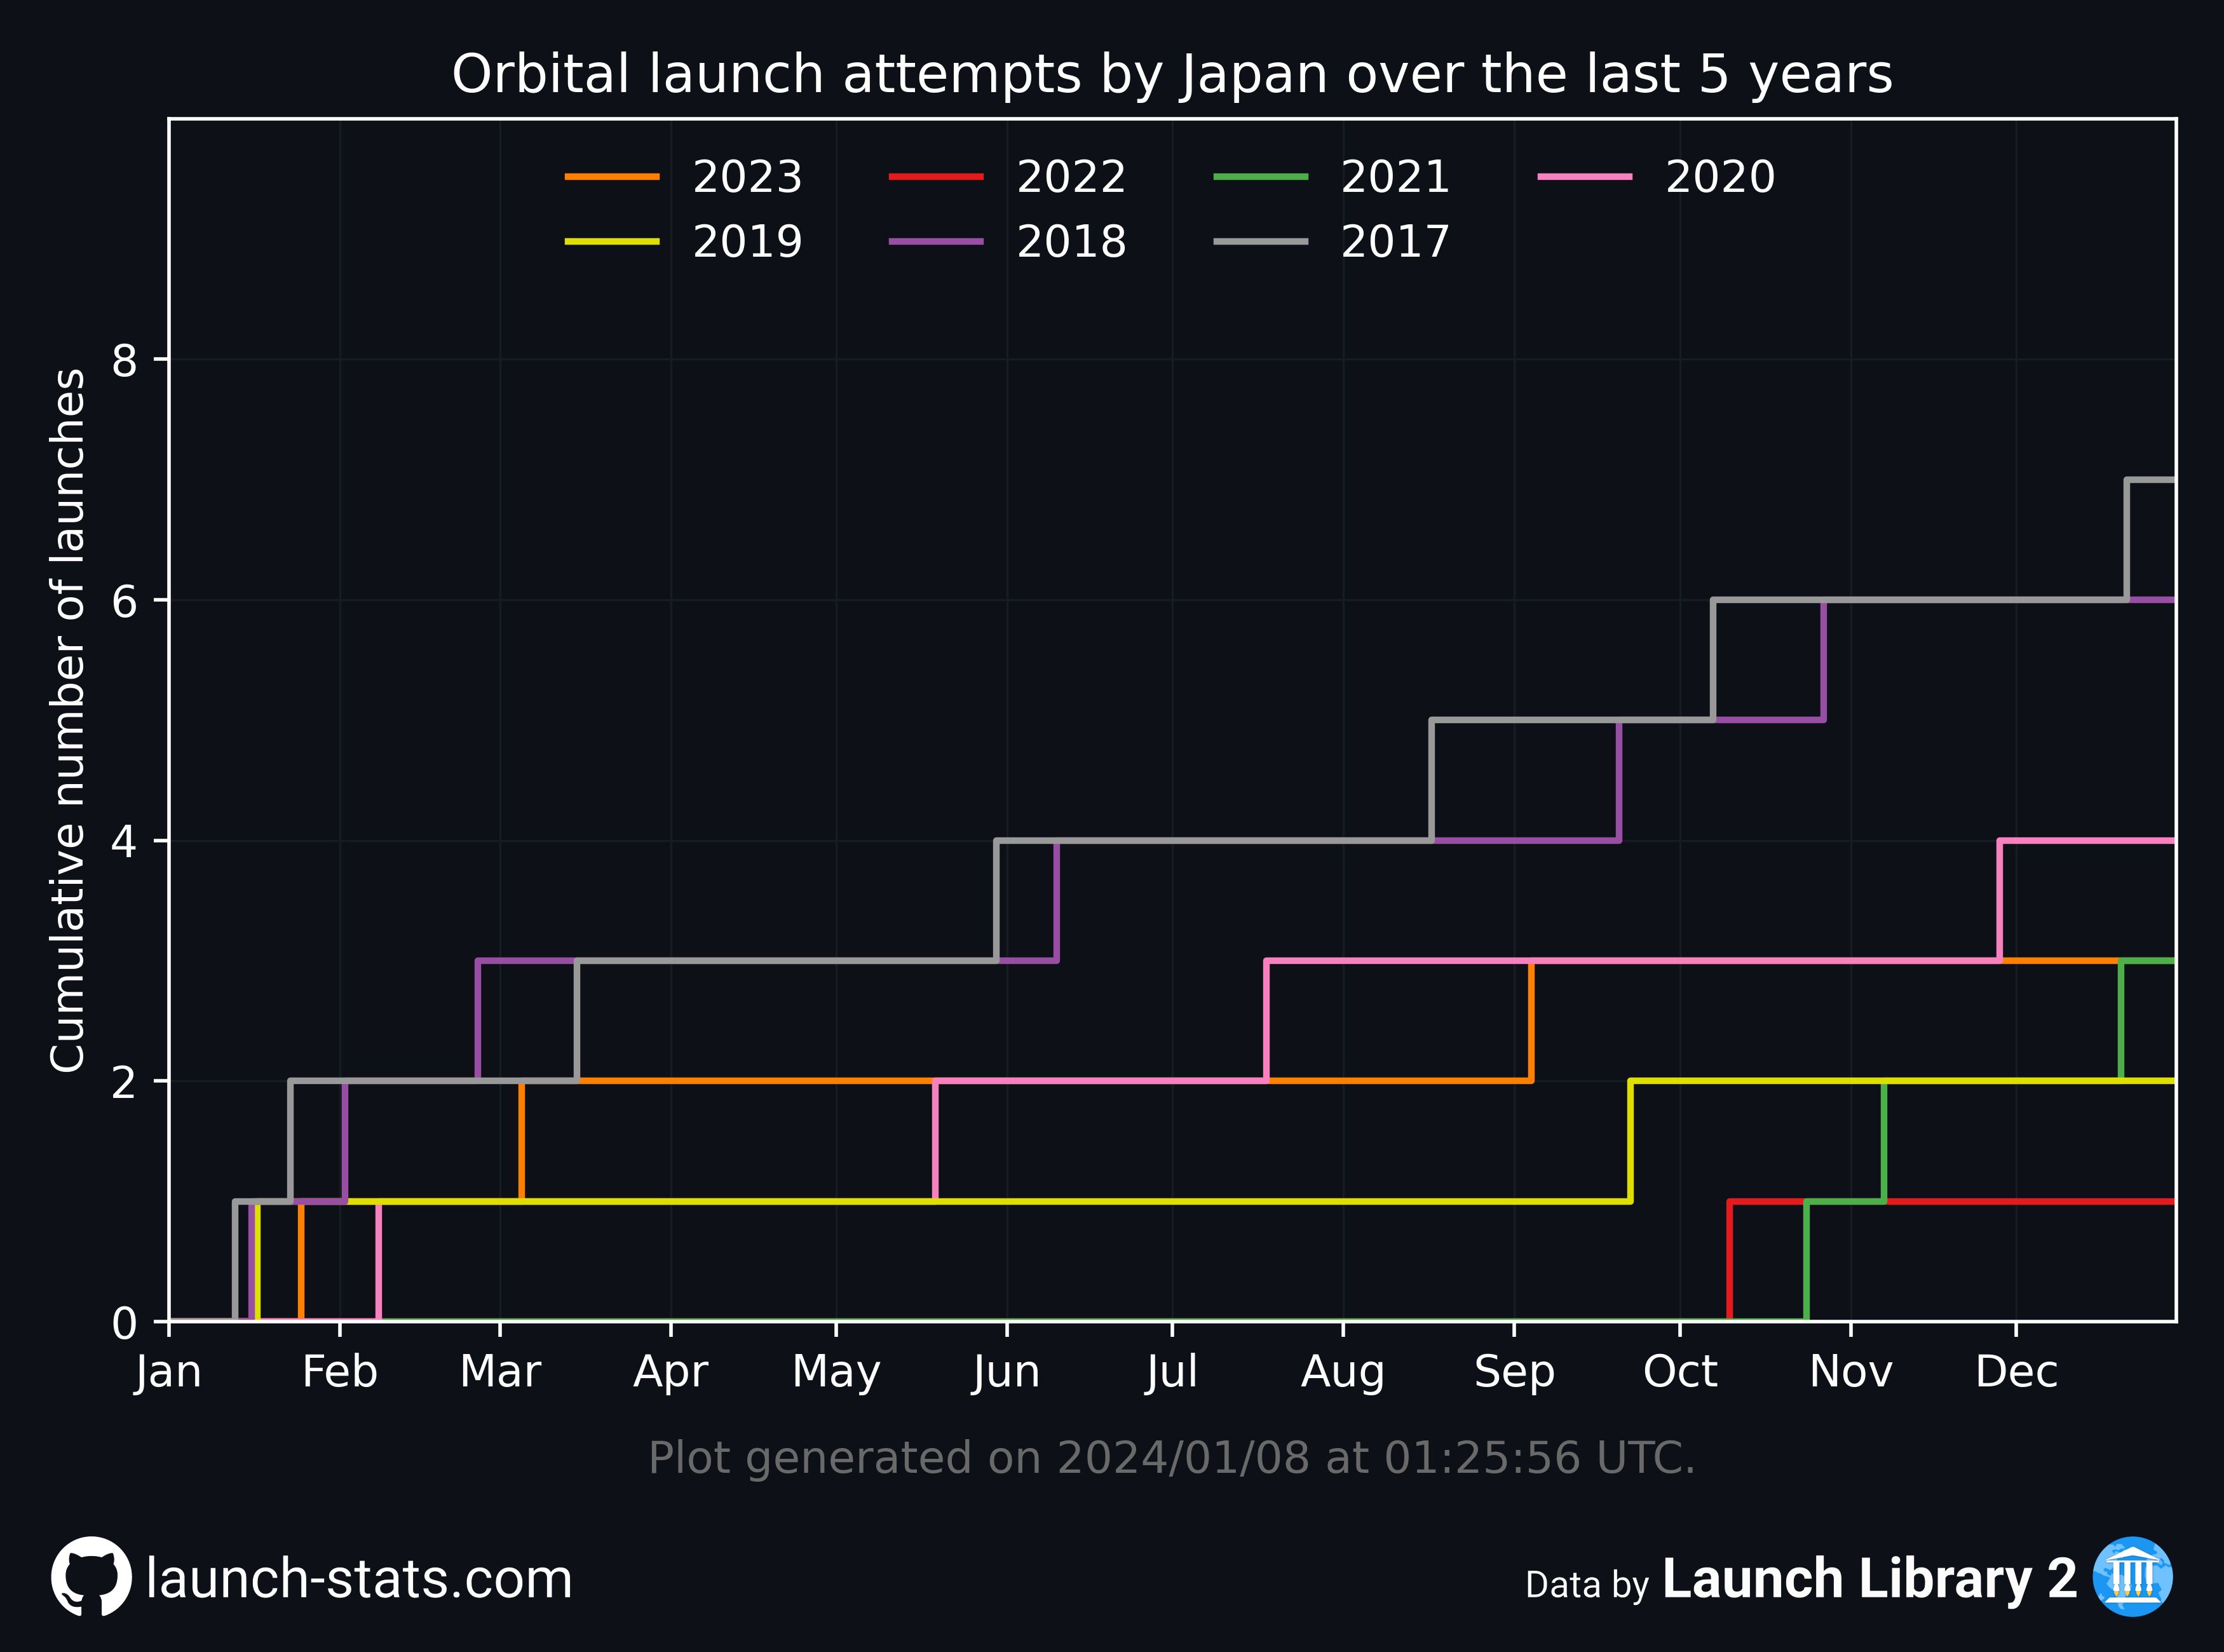 Orbital launch attempts by Japan over the last 5 years
2023 2022 2021 2020
2019 2018 2017
Cumulative number of launches
8
6
4
2
0
Jan Feb Mar Apr May Jun Jul Aug Sep Oct Nov Dec
Plot generated on 2024/01/08 at 01:25:56 UTC.
launch-stats.com
Data by Launch Library 2